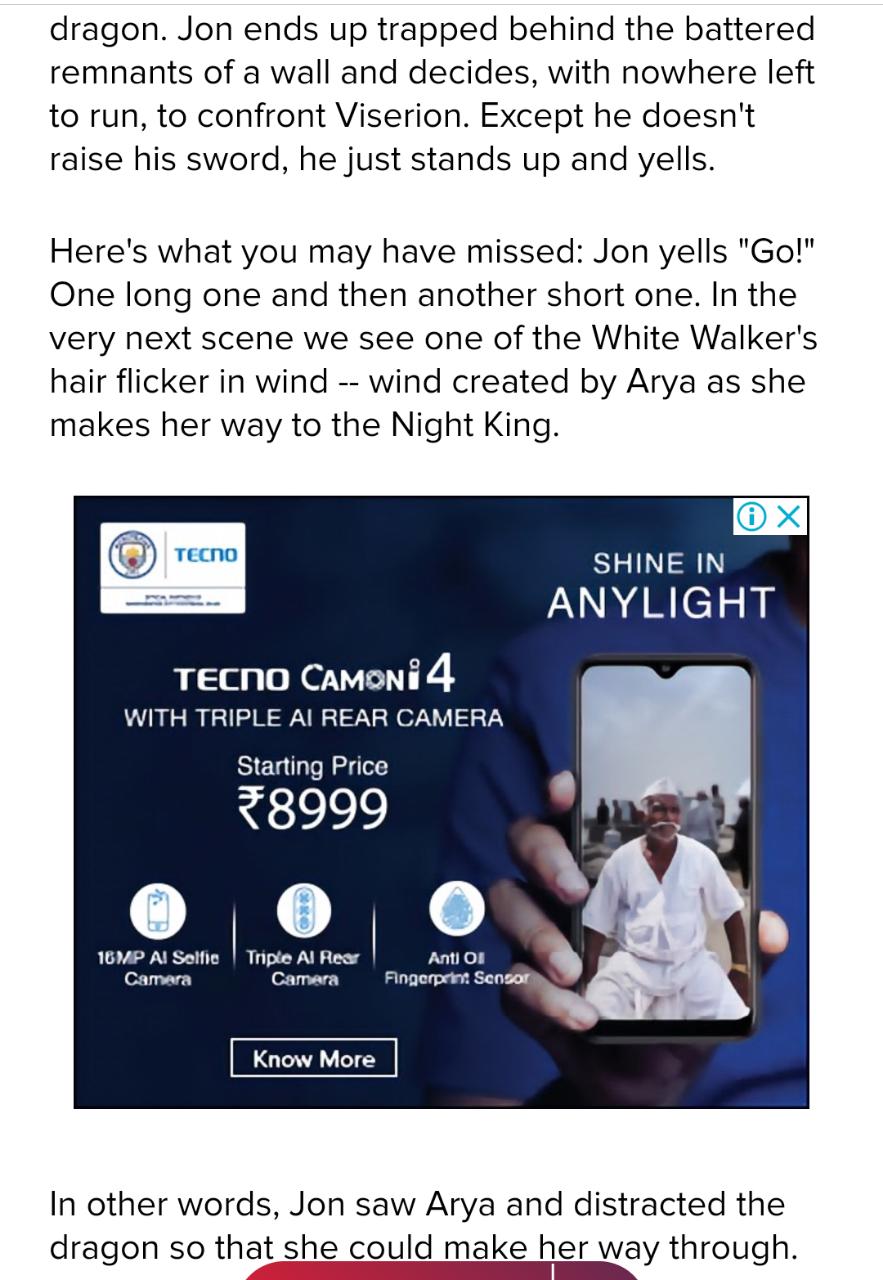 dragon. Jon ends up trapped behind the battered
remnants of a wall and decides, with nowhere left
to run, to confront Viserion. Except he doesn't
raise his sword, he just stands up and yells.
Here's what you may have missed: Jon yells "Go!"
One long one and then another short one. In the
very next scene we see one of the White Walker's
hair flicker in wind -- wind created by Arya as she
makes her way to the Night King.
TECNO
SHINE IN
ANYLIGHT
TECNO CAMON i4
WITH TRIPLE AI REAR CAMERA
Starting Price
₹8999
16MP AI Selfie
Camera
Triple AI Rear
Camera
Anti Oil
Fingerprint Sensor
Know More
In other words, Jon saw Arya and distracted the
dragon so that she could make her way through.